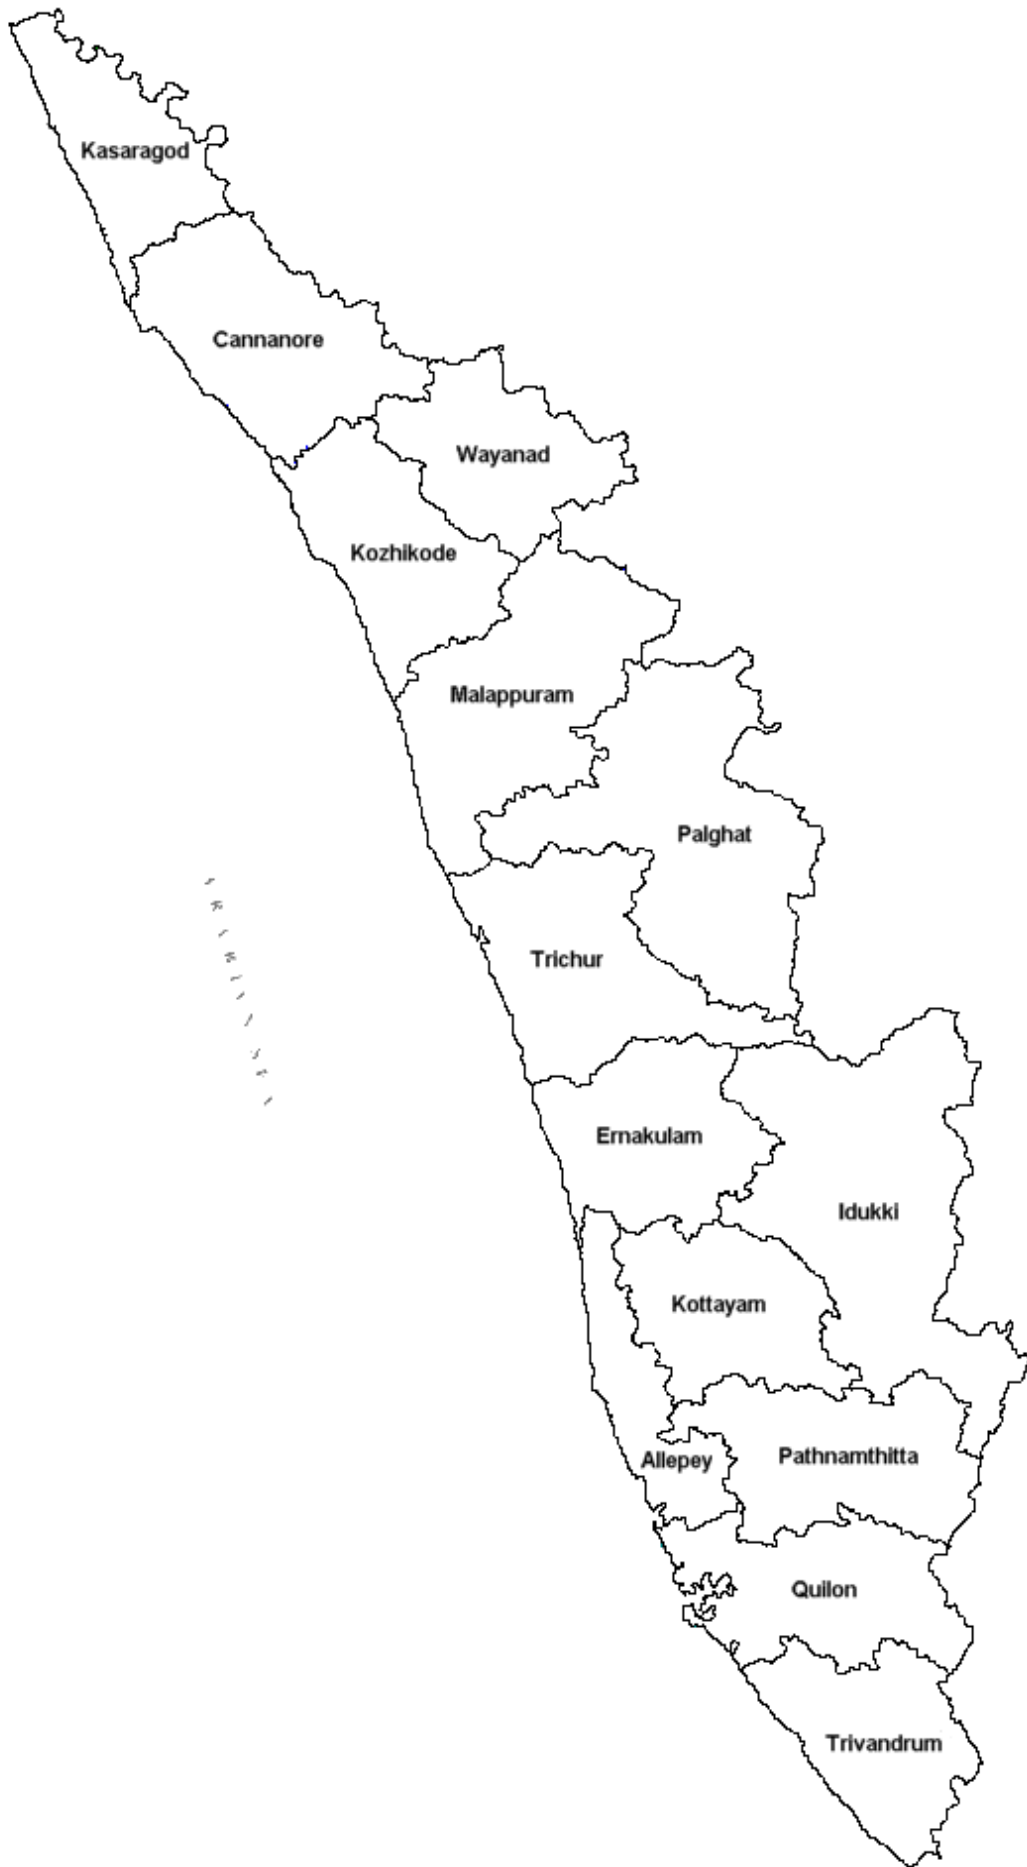 Kasaragod
Cannanore
Wayanad
Kozhikode
Malappuram
Palghat
Trichur
Ernakulam
Idukki
Kottayam
Allepey
Pathnamthitta
Quilon
Trivandrum